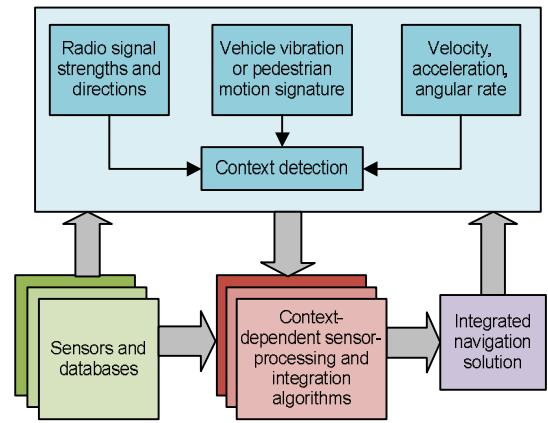 Radio signal
strengths and
directions
Vehicle vibration
or pedestrian
motion signature
Velocity,
acceleration,
angular rate
Context detection
Sensors and
databases
Context-
dependent sensor-
processing and
integration
algorithms
Integrated
navigation
solution